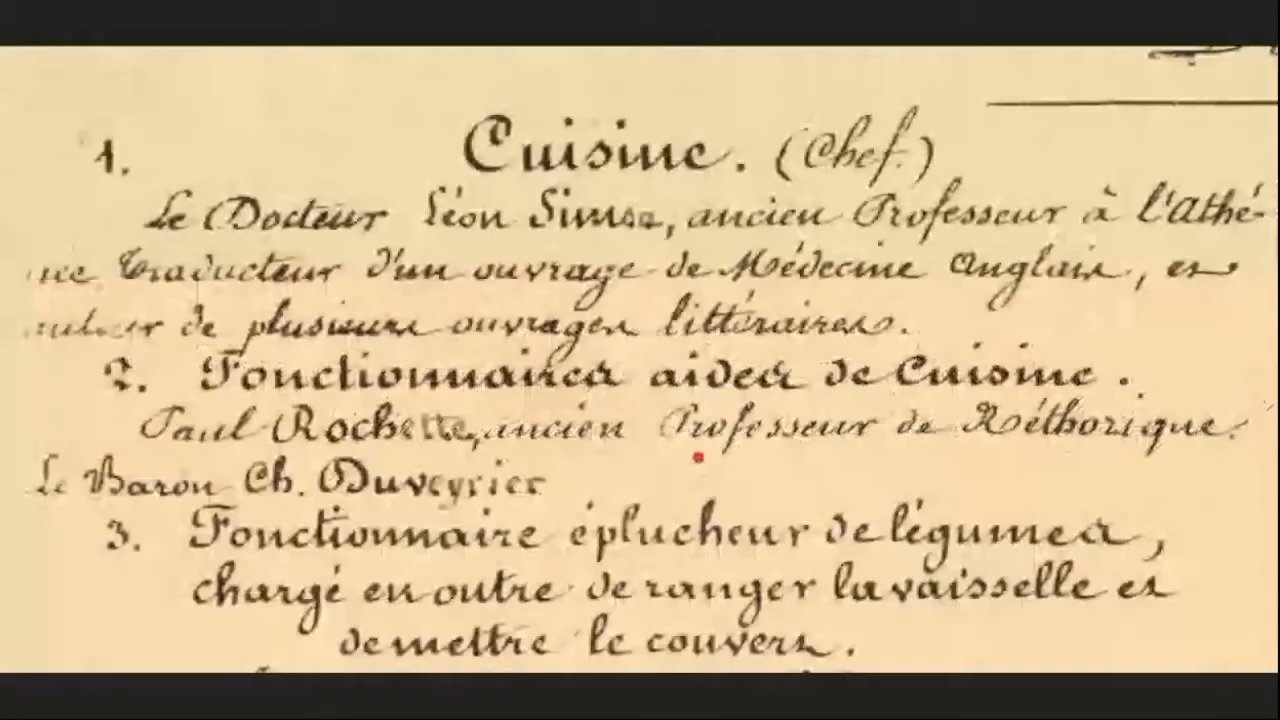 1. Cuisine. (Chef.)
Le Docteur Léon Simon, ancien Professeur à l'Athé-
née Traducteur d'un ouvrage de Médecine Anglais, et
auteur de plusieurs ouvrages littéraires.
2. Fonctionnaires aides de Cuisine.
Paul Rochette, ancien Professeur de Réthorique.
Le Baron Ch. Duveyrier
3. Fonctionnaire éplucheur de légumes,
chargé en outre de ranger la vaisselle et
de mettre le couvert.